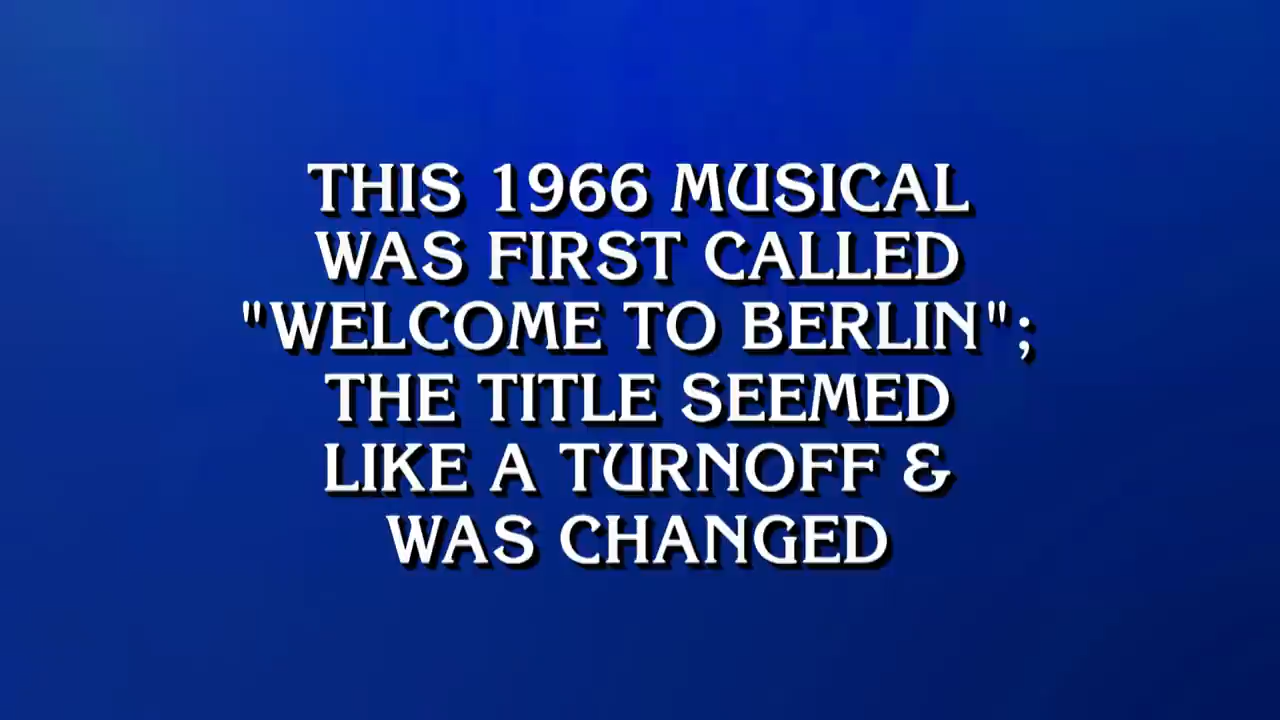 THIS 1966 MUSICAL
WAS FIRST CALLED
"WELCOME TO BERLIN";
THE TITLE SEEMED
LIKE A TURNOFF &
WAS CHANGED